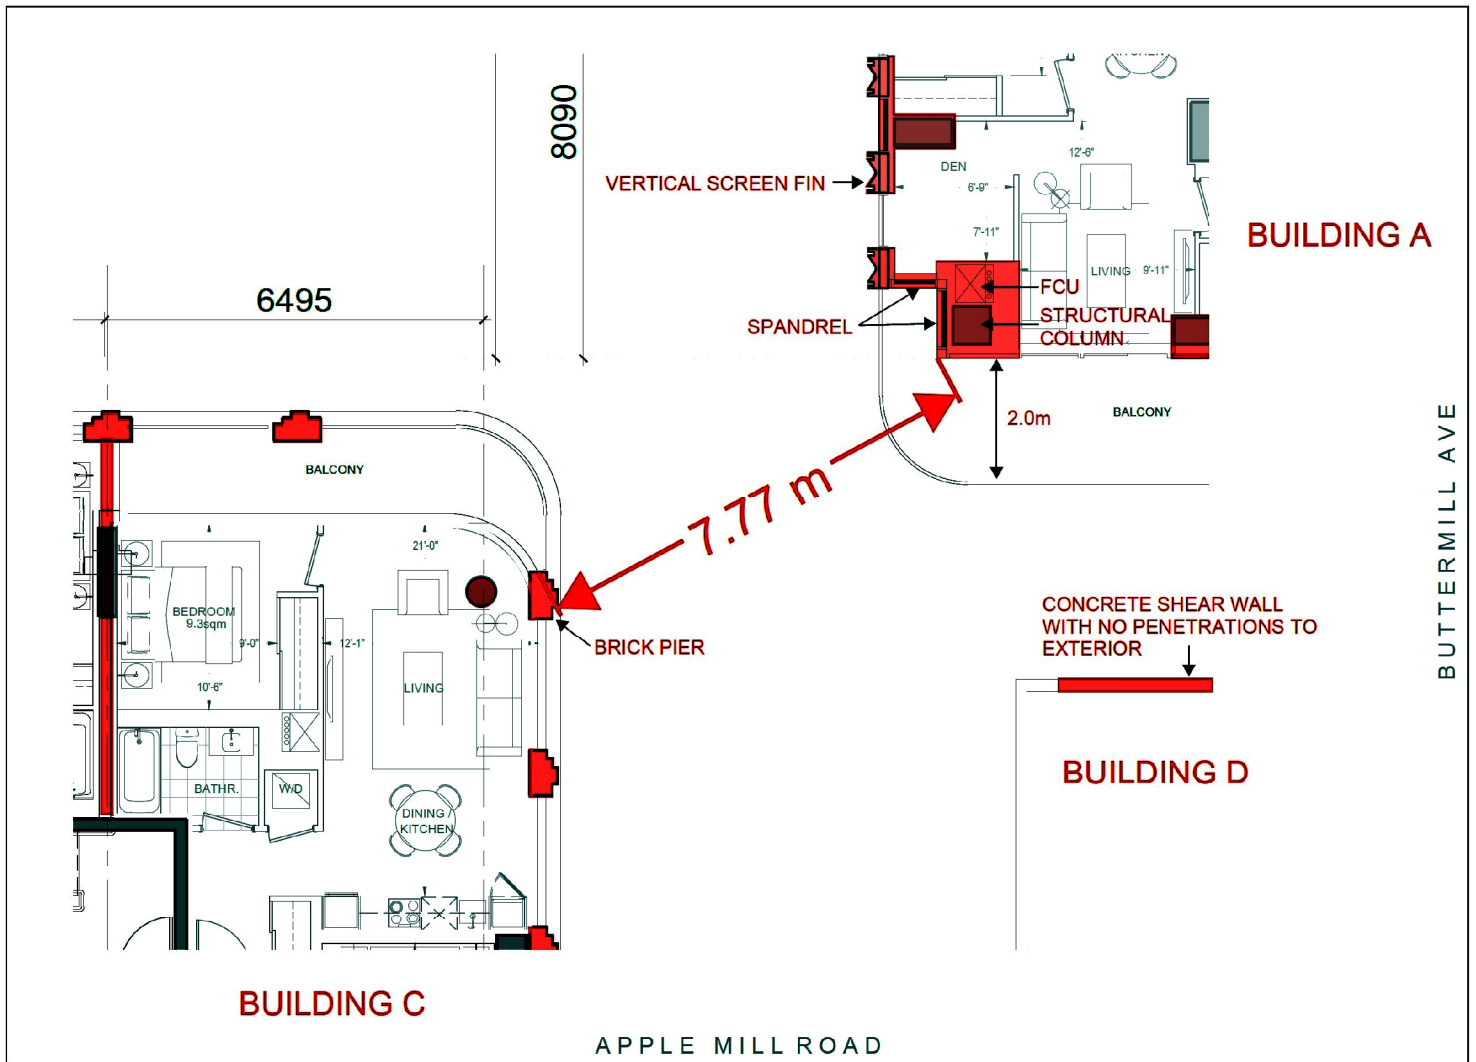 KITCHEN
8090
VERTICAL SCREEN FIN
DEN
12'-6"
6'-9"
7'-11"
BUILDING A
LIVING
9'-11"
FCU
6495
SPANDREL
STRUCTURAL
COLUMN
2.0m
BALCONY
BALCONY
7.77 m
21'-0"
BEDROOM
9.3sqm
9'-0"
12'-1"
BRICK PIER
10'-6"
LIVING
CONCRETE SHEAR WALL
WITH NO PENETRATIONS TO
EXTERIOR
BUTTERMILL AVE
BUILDING D
BATHR.
W/D
DINING /
KITCHEN
BUILDING C
APPLE MILL ROAD